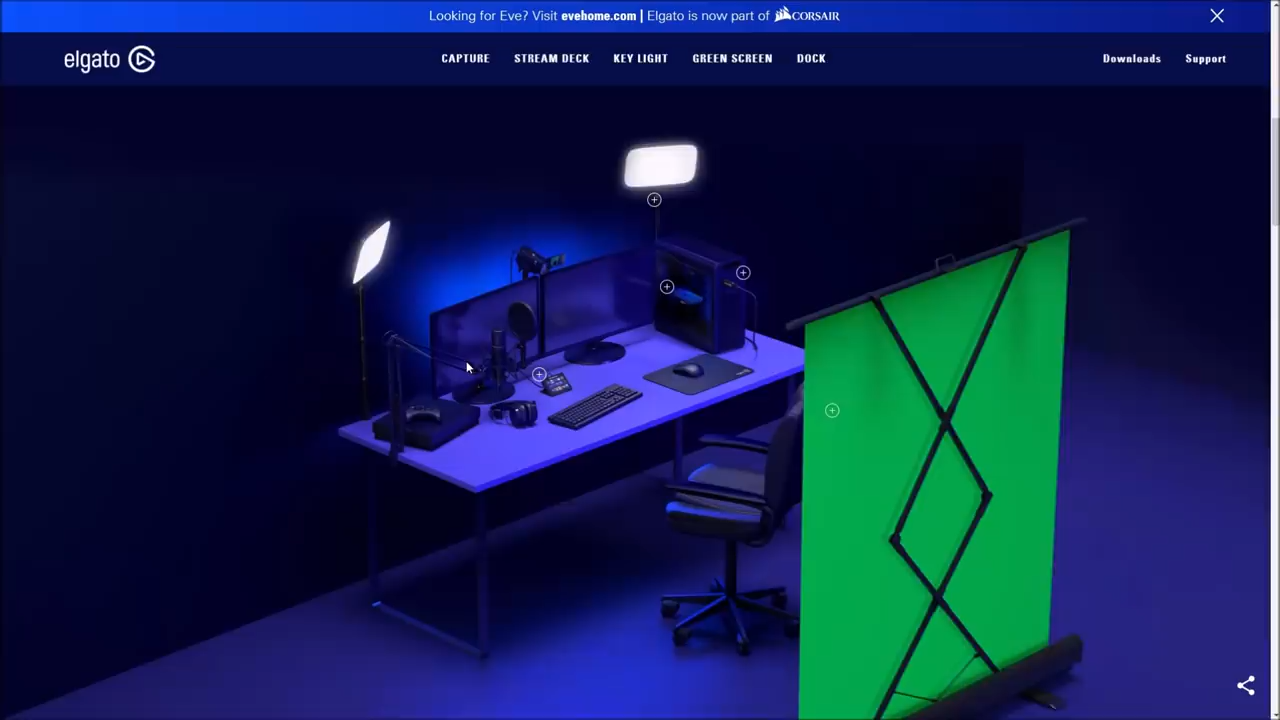 Looking for Eve? Visit evehome.com | Elgato is now part of CORSAIR
elgato CAPTURE STREAM DECK KEY LIGHT GREEN SCREEN DOCK Downloads Support